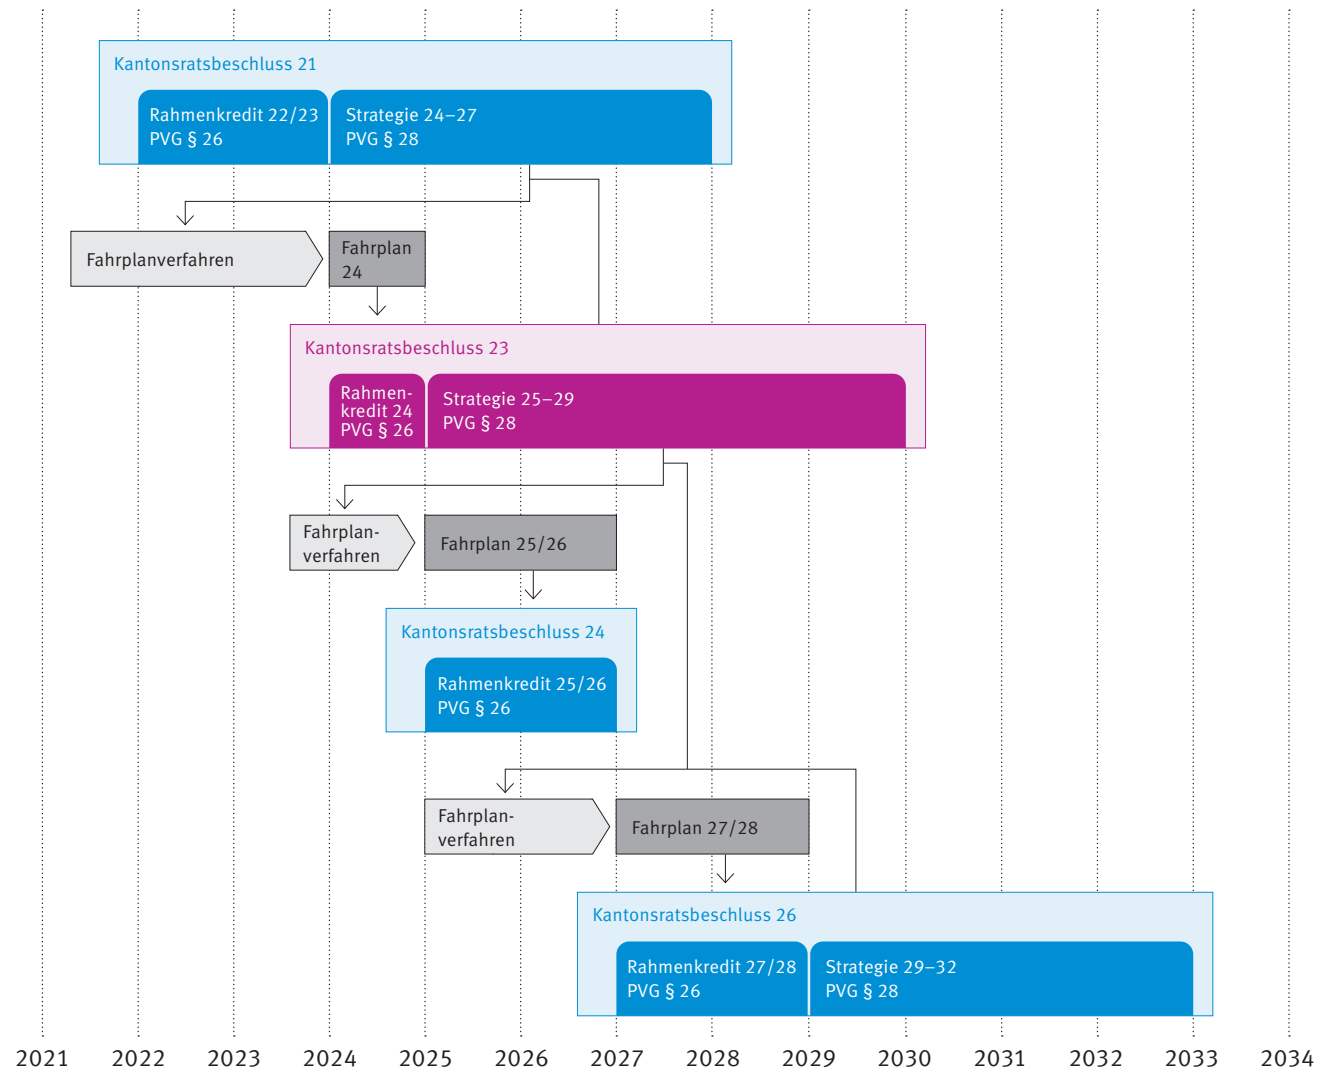 Kantonsratsbeschluss 21
Rahmenkredit 22/23
PVG § 26
Strategie 24–27
PVG § 28
Fahrplanverfahren
Fahrplan
24
Kantonsratsbeschluss 23
Rahmen-
kredit 24
PVG § 26
Strategie 25–29
PVG § 28
Fahrplan-
verfahren
Fahrplan 25/26
Kantonsratsbeschluss 24
Rahmenkredit 25/26
PVG § 26
Fahrplan-
verfahren
Fahrplan 27/28
Kantonsratsbeschluss 26
Rahmenkredit 27/28
PVG § 26
Strategie 29–32
PVG § 28
2021 2022 2023 2024 2025 2026 2027 2028 2029 2030 2031 2032 2033 2034